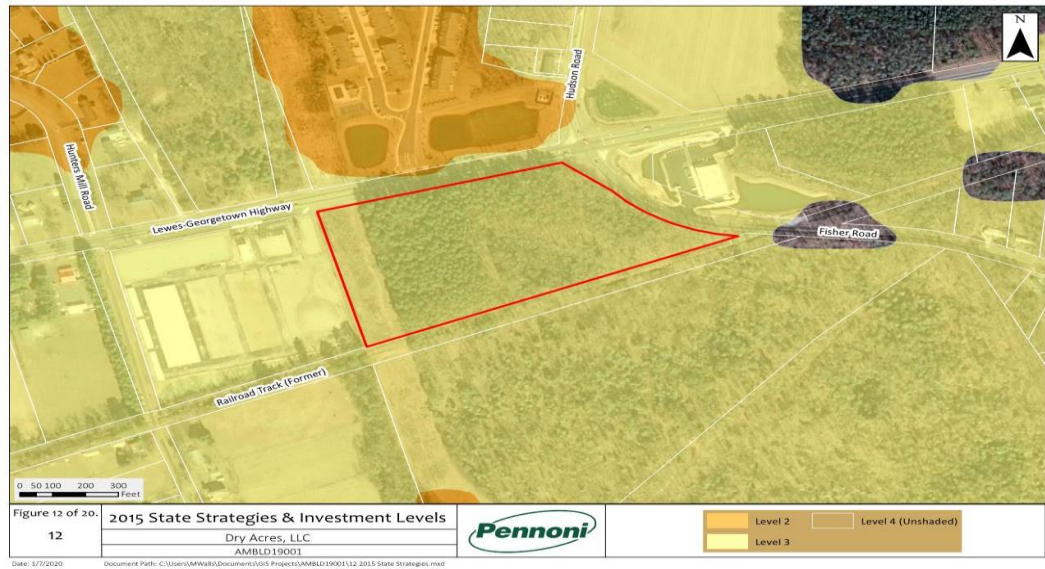 N
Hudson Road
Hunters Mill Road
Lewes-Georgetown Highway
Fisher Road
Railroad Track (Former)
0 50 100 200 300
Feet
Figure 12 of 20.
12
2015 State Strategies & Investment Levels
Dry Acres, LLC
AMBLD19001
Pennoni
Level 2
Level 4 (Unshaded)
Level 3
Date: 1/7/2020
Document Path: C:\Users\MWalls\Documents\GIS Projects\AMBLD19001\12 2015 State Strategies.mxd